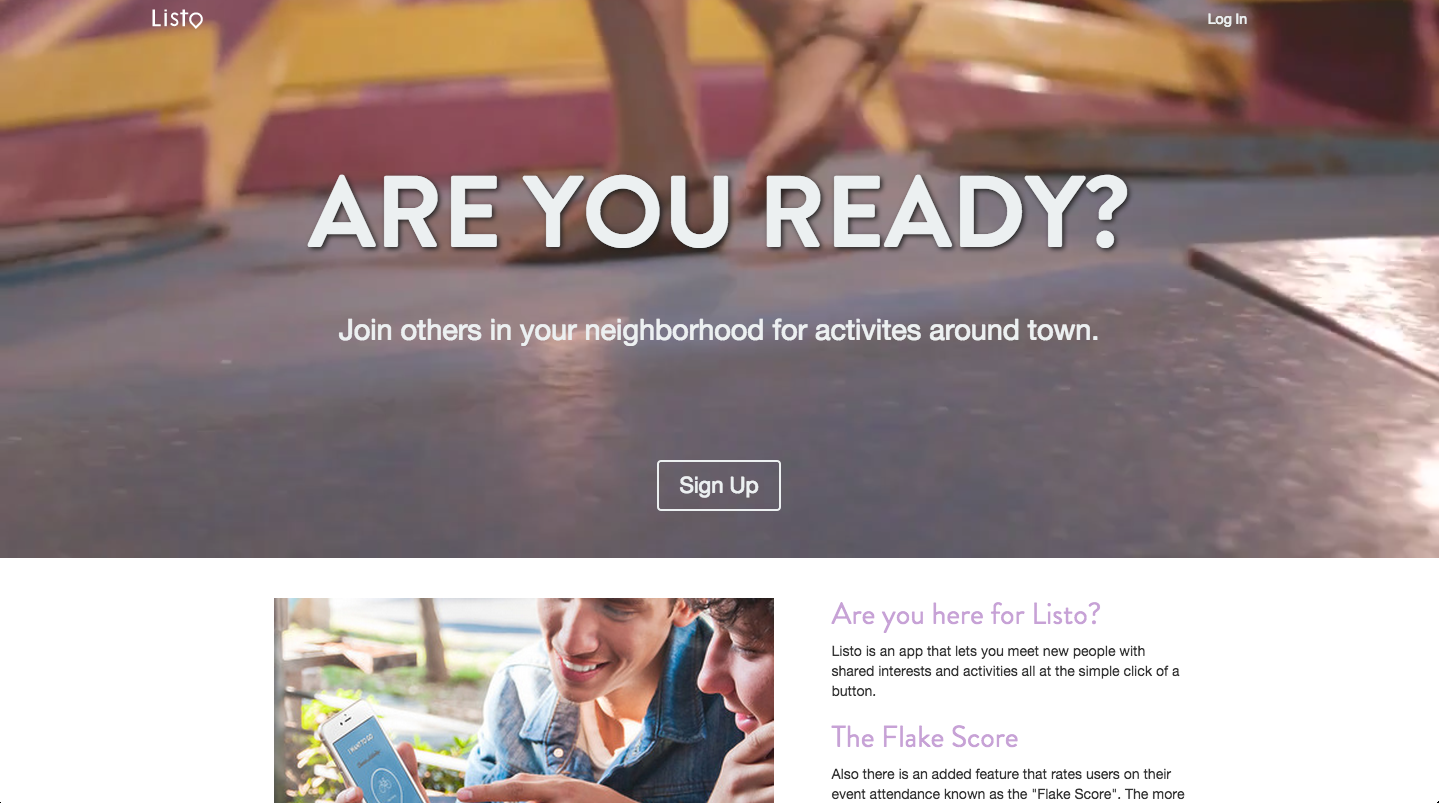 Listo
Log In
ARE YOU READY?
Join others in your neighborhood for activites around town.
Sign Up
Are you here for Listo?
Listo is an app that lets you meet new people with
shared interests and activities all at the simple click of a
button.
The Flake Score
Also there is an added feature that rates users on their
event attendance known as the "Flake Score". The more
I WANT TO GO